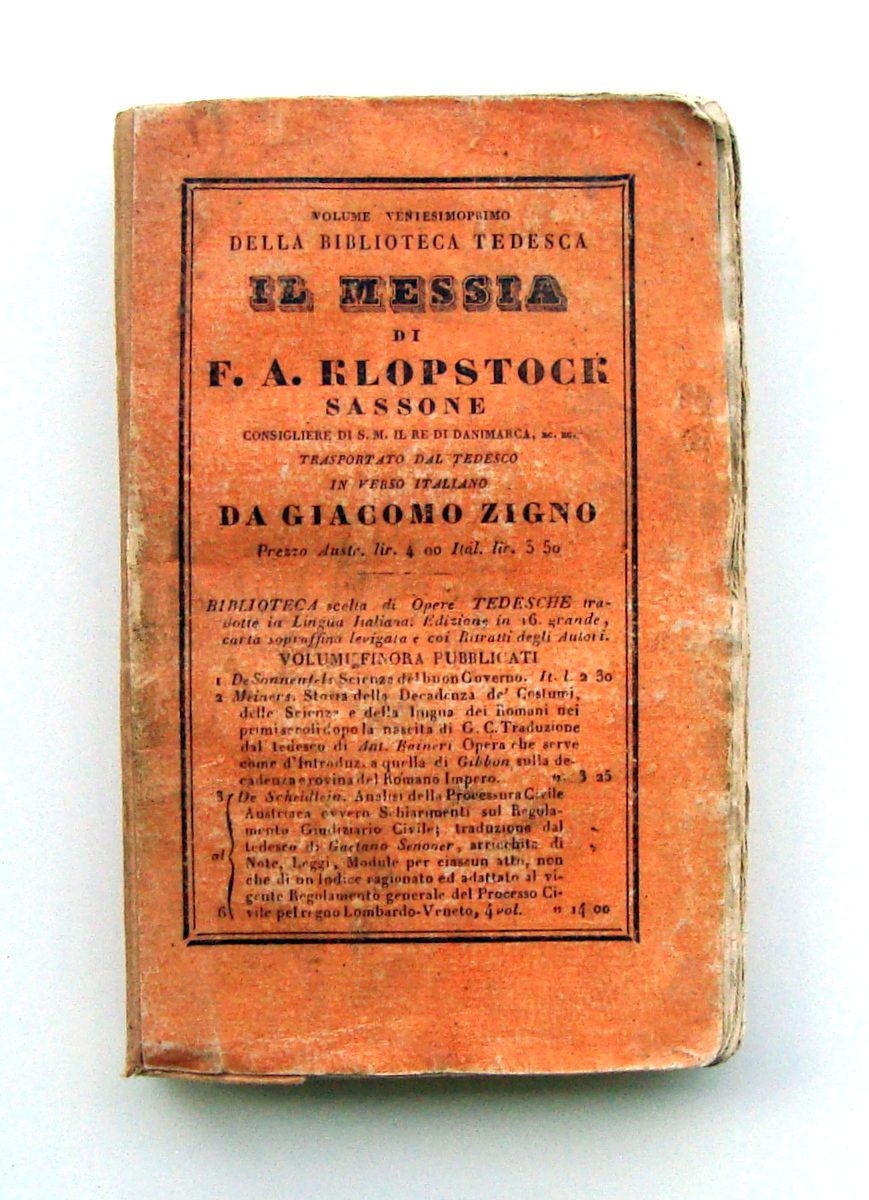 VOLUME VENTESIMOPRIMO
DELLA BIBLIOTECA TEDESCA
IL MESSIA
DI
F. A. KLOPSTOCK
SASSONE
CONSIGLIERE DI S. M. IL RE DI DANIMARCA, ec. ec.
TRASPORTATO DAL TEDESCO
IN VERSO ITALIANO
DA GIACOMO ZIGNO
Prezzo Austr. lir. 4 00 Ital. lir. 3 50
BIBLIOTECA scelta di Opere TEDESCHE tra-
dotte in Lingua Italiana. Edizione in 16. grande,
carta sopraffina levigata e coi Ritratti degli Autori.
VOLUMI FINORA PUBBLICATI
1 De Sonnenfels Scienza del buon Governo. It. l. 2 30
2 Meiners. Storia della Decadenza de' Costumi,
delle Scienze e della lingua dei Romani nei
primi secoli dopo la nascita di G. C. Traduzione
dal tedesco di Ant. Raineri Opera che serve
come d'Introduz. a quella di Gibbon sulla de-
cadenza e rovina del Romano Impero. " 3 25
3 De Scheidlein. Analisi della Processura Civile
Austriaca ovvero Schiarimenti sul Regola-
mento Giudiziario Civile; traduzione dal
tedesco di Gaetano Senoner, arricchita di
al Note, Leggi, Module per ciascun atto, non
che di un Indice ragionato ed adattato al vi-
gente Regolamento generale del Processo Ci-
6 vile pel regno Lombardo-Veneto, 4 vol. " 14 00